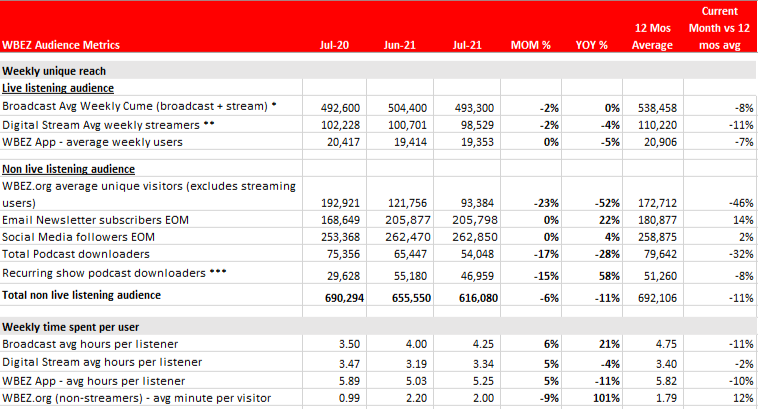 Current
12 Mos Month vs 12
WBEZ Audience Metrics Jul-20 Jun-21 Jul-21 MOM % YOY % Average mos avg
Weekly unique reach
Live listening audience
Broadcast Avg Weekly Cume (broadcast + stream) * 492,600 504,400 493,300 -2% 0% 538,458 -8%
Digital Stream Avg weekly streamers ** 102,228 100,701 98,529 -2% -4% 110,220 -11%
WBEZ App - average weekly users 20,417 19,414 19,353 0% -5% 20,906 -7%
Non live listening audience
WBEZ.org average unique visitors (excludes streaming
users) 192,921 121,756 93,384 -23% -52% 172,712 -46%
Email Newsletter subscribers EOM 168,649 205,877 205,798 0% 22% 180,877 14%
Social Media followers EOM 253,368 262,470 262,850 0% 4% 258,875 2%
Total Podcast downloaders 75,356 65,447 54,048 -17% -28% 79,642 -32%
Recurring show podcast downloaders *** 29,628 55,180 46,959 -15% 58% 51,260 -8%
Total non live listening audience 690,294 655,550 616,080 -6% -11% 692,106 -11%
Weekly time spent per user
Broadcast avg hours per listener 3.50 4.00 4.25 6% 21% 4.75 -11%
Digital Stream avg hours per listener 3.47 3.19 3.34 5% -4% 3.40 -2%
WBEZ App - avg hours per listener 5.89 5.03 5.25 5% -11% 5.82 -10%
WBEZ.org (non-streamers) - avg minute per visitor 0.99 2.20 2.00 -9% 101% 1.79 12%